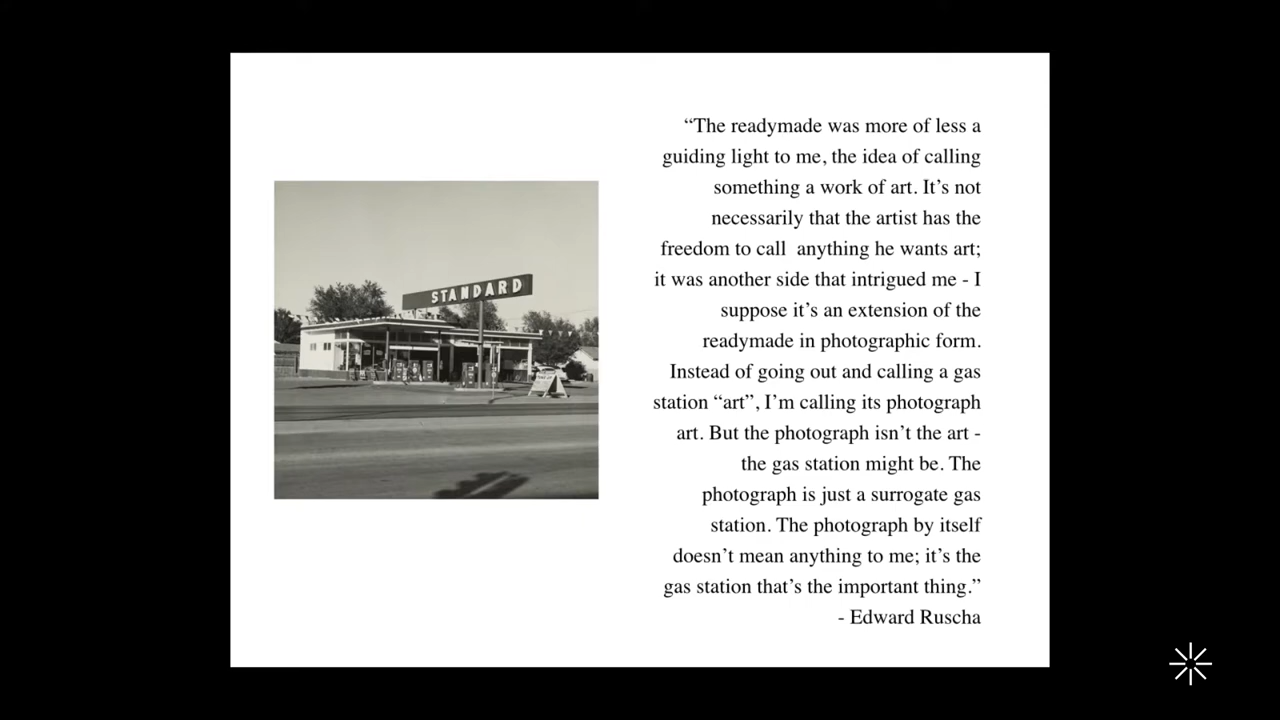 STANDARD
“The readymade was more of less a
guiding light to me, the idea of calling
something a work of art. It’s not
necessarily that the artist has the
freedom to call  anything he wants art;
it was another side that intrigued me - I
suppose it’s an extension of the
readymade in photographic form.
Instead of going out and calling a gas
station “art”, I’m calling its photograph
art. But the photograph isn’t the art -
the gas station might be. The
photograph is just a surrogate gas
station. The photograph by itself
doesn’t mean anything to me; it’s the
gas station that’s the important thing.”
- Edward Ruscha